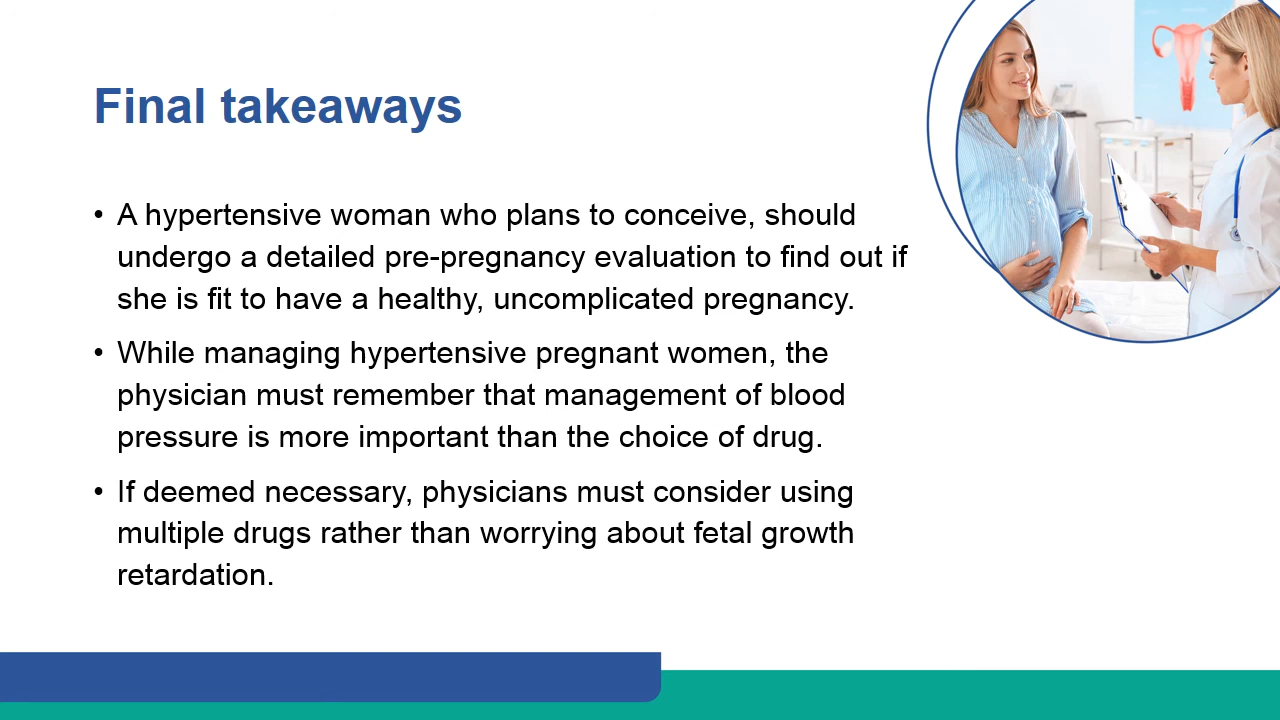 Final takeaways
• A hypertensive woman who plans to conceive, should
undergo a detailed pre-pregnancy evaluation to find out if
she is fit to have a healthy, uncomplicated pregnancy.
• While managing hypertensive pregnant women, the
physician must remember that management of blood
pressure is more important than the choice of drug.
• If deemed necessary, physicians must consider using
multiple drugs rather than worrying about fetal growth
retardation.